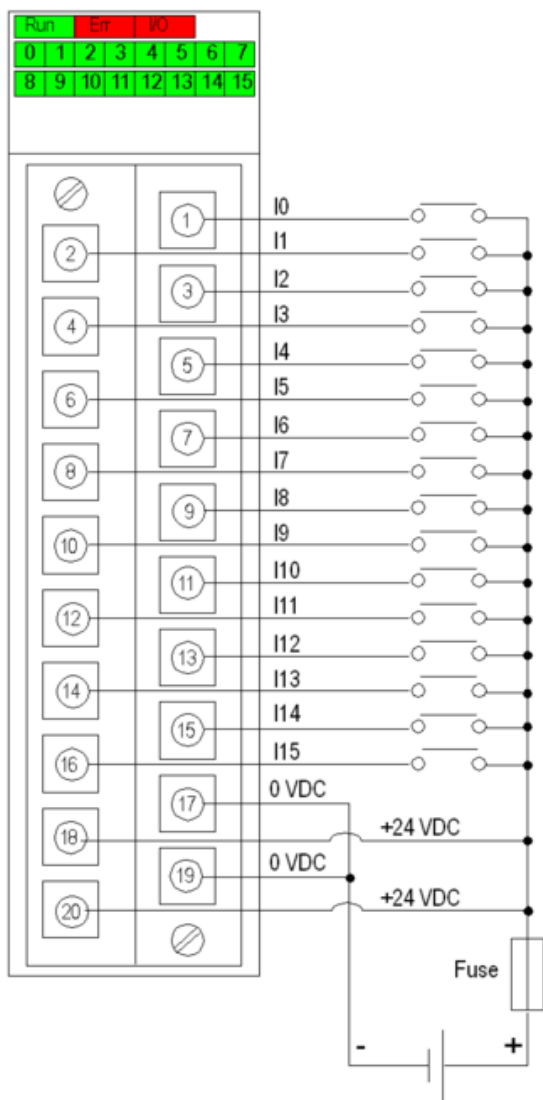 Run Err I/O
0 1 2 3 4 5 6 7
8 9 10 11 12 13 14 15
1 I0
2 I1
3 I2
4 I3
5 I4
6 I5
7 I6
8 I7
9 I8
10 I9
11 I10
12 I11
13 I12
14 I13
15 I14
16 I15
17 0 VDC
18 +24 VDC
19 0 VDC
20 +24 VDC
Fuse
- +